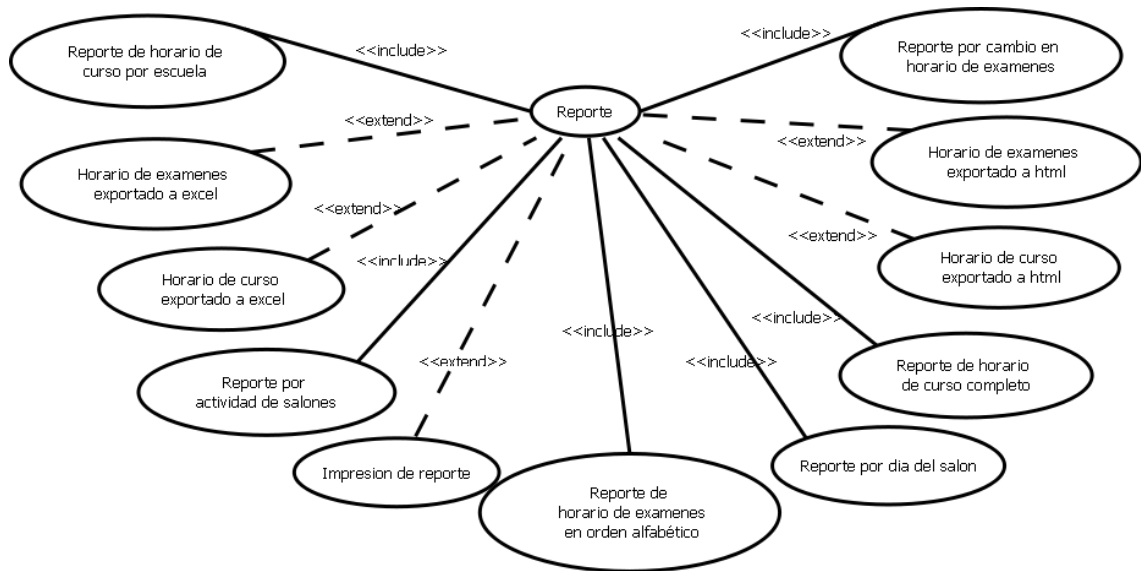 Reporte de horario de
curso por escuela
<<include>>
<<include>>
Reporte por cambio en
horario de examenes
Reporte
<<extend>>
<<extend>>
Horario de examenes
exportado a excel
Horario de examenes
exportado a html
<<extend>>
<<extend>>
Horario de curso
exportado a excel
<<include>>
Horario de curso
exportado a html
<<include>>
<<include>>
<<extend>>
<<include>>
Reporte por
actividad de salones
Reporte de horario
de curso completo
Impresion de reporte
Reporte por dia del salon
Reporte de
horario de examenes
en orden alfabético